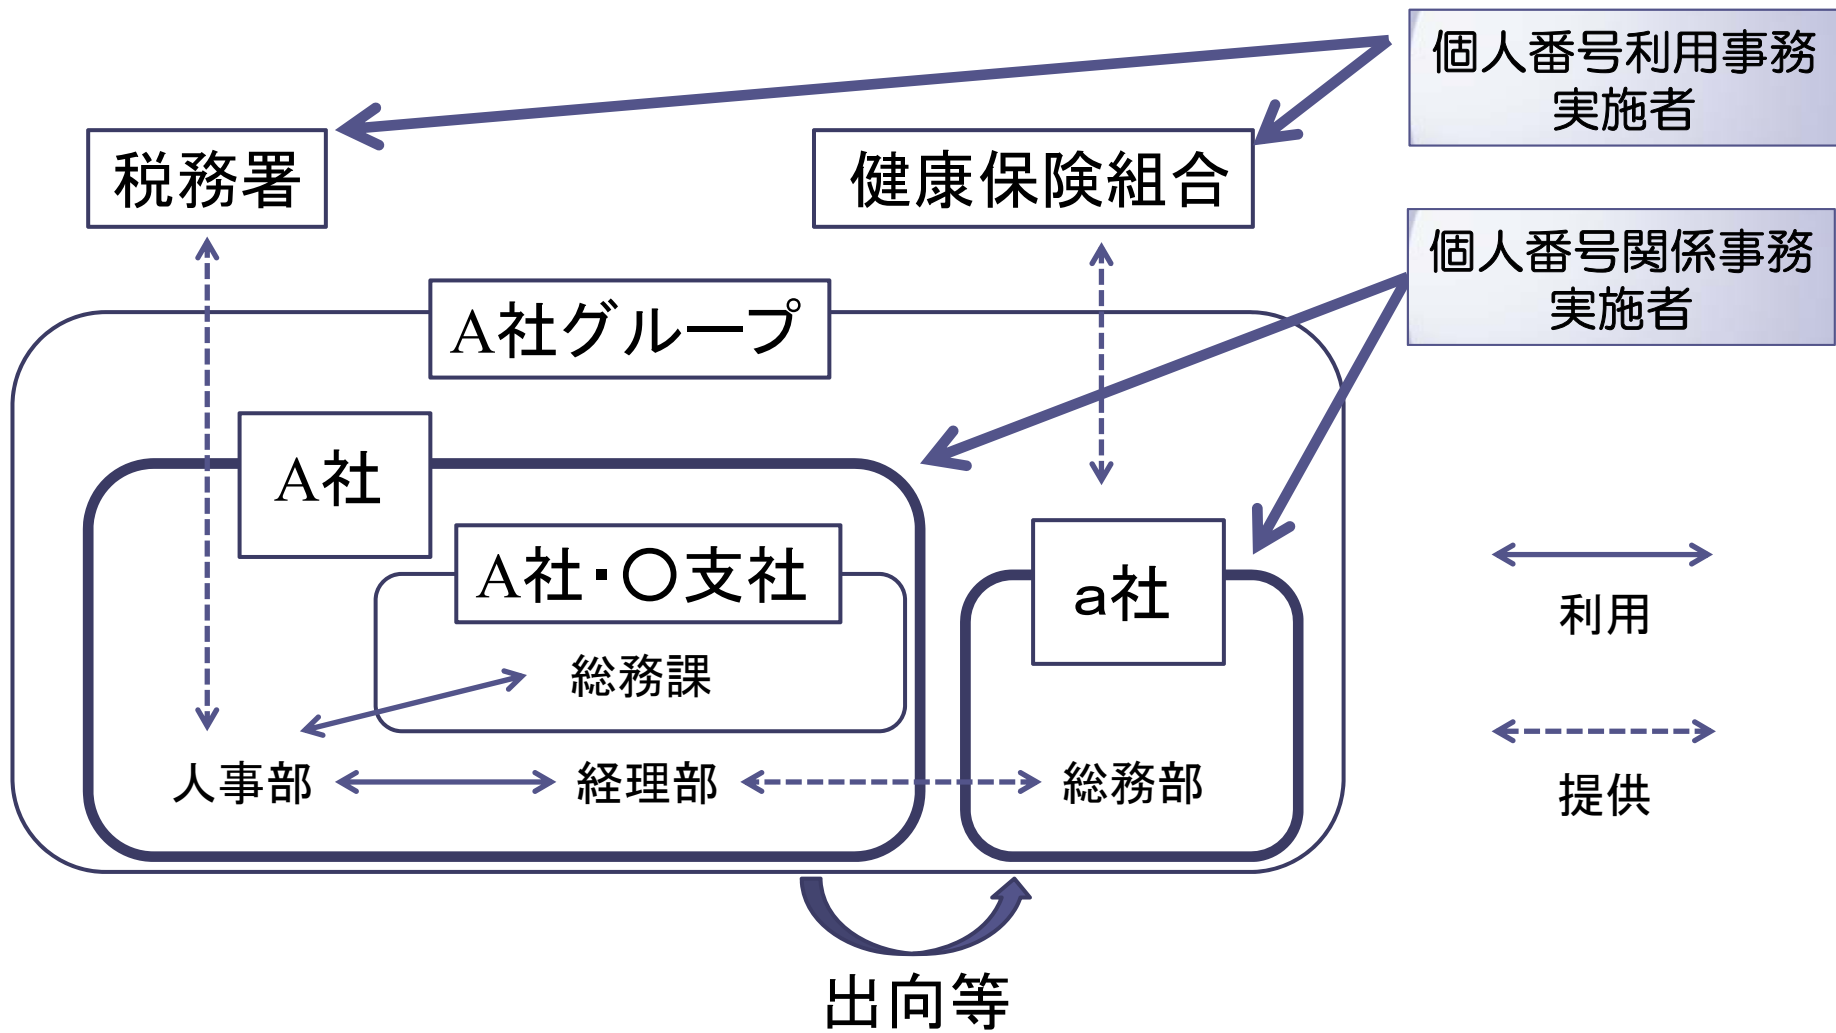 個人番号利用事務
実施者
税務署
健康保険組合
個人番号関係事務
実施者
A社グループ
A社
A社・〇支社
a社
利用
総務課
人事部
経理部
総務部
提供
出向等